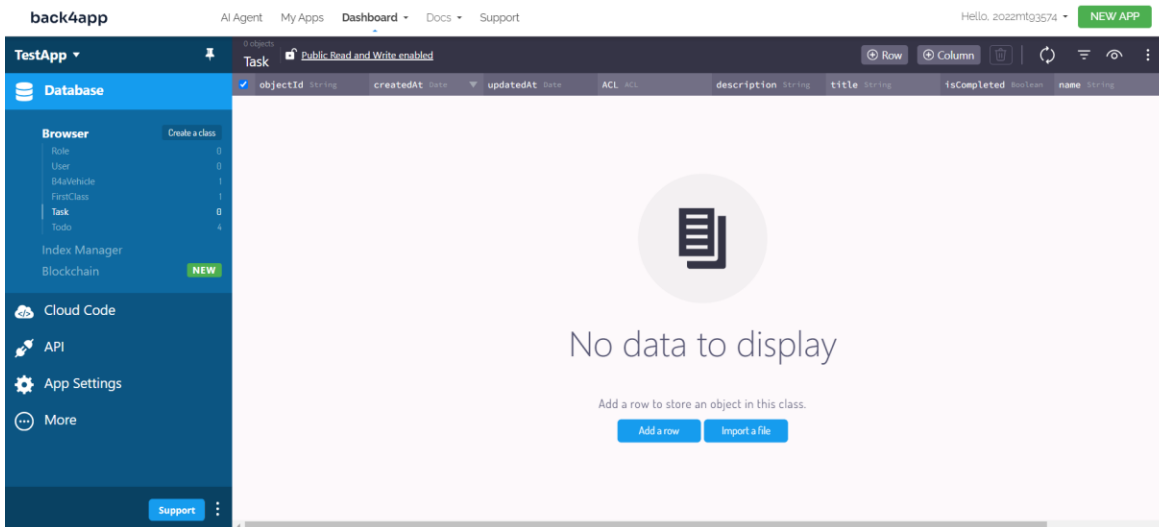 back4app AI Agent My Apps Dashboard Docs Support Hello, 2022mt93574 NEW APP
TestApp
0 objects
Task Public Read and Write enabled Row Column
objectId String createdAt Date updatedAt Date ACL ACL description String title String isCompleted Boolean name String
Database
Browser Create a class
Role 0
User 0
B4aVehicle 1
FirstClass 1
Task 0
Todo 4
Index Manager
Blockchain NEW
Cloud Code
API
App Settings
More
Support
No data to display
Add a row to store an object in this class.
Add a row Import a file